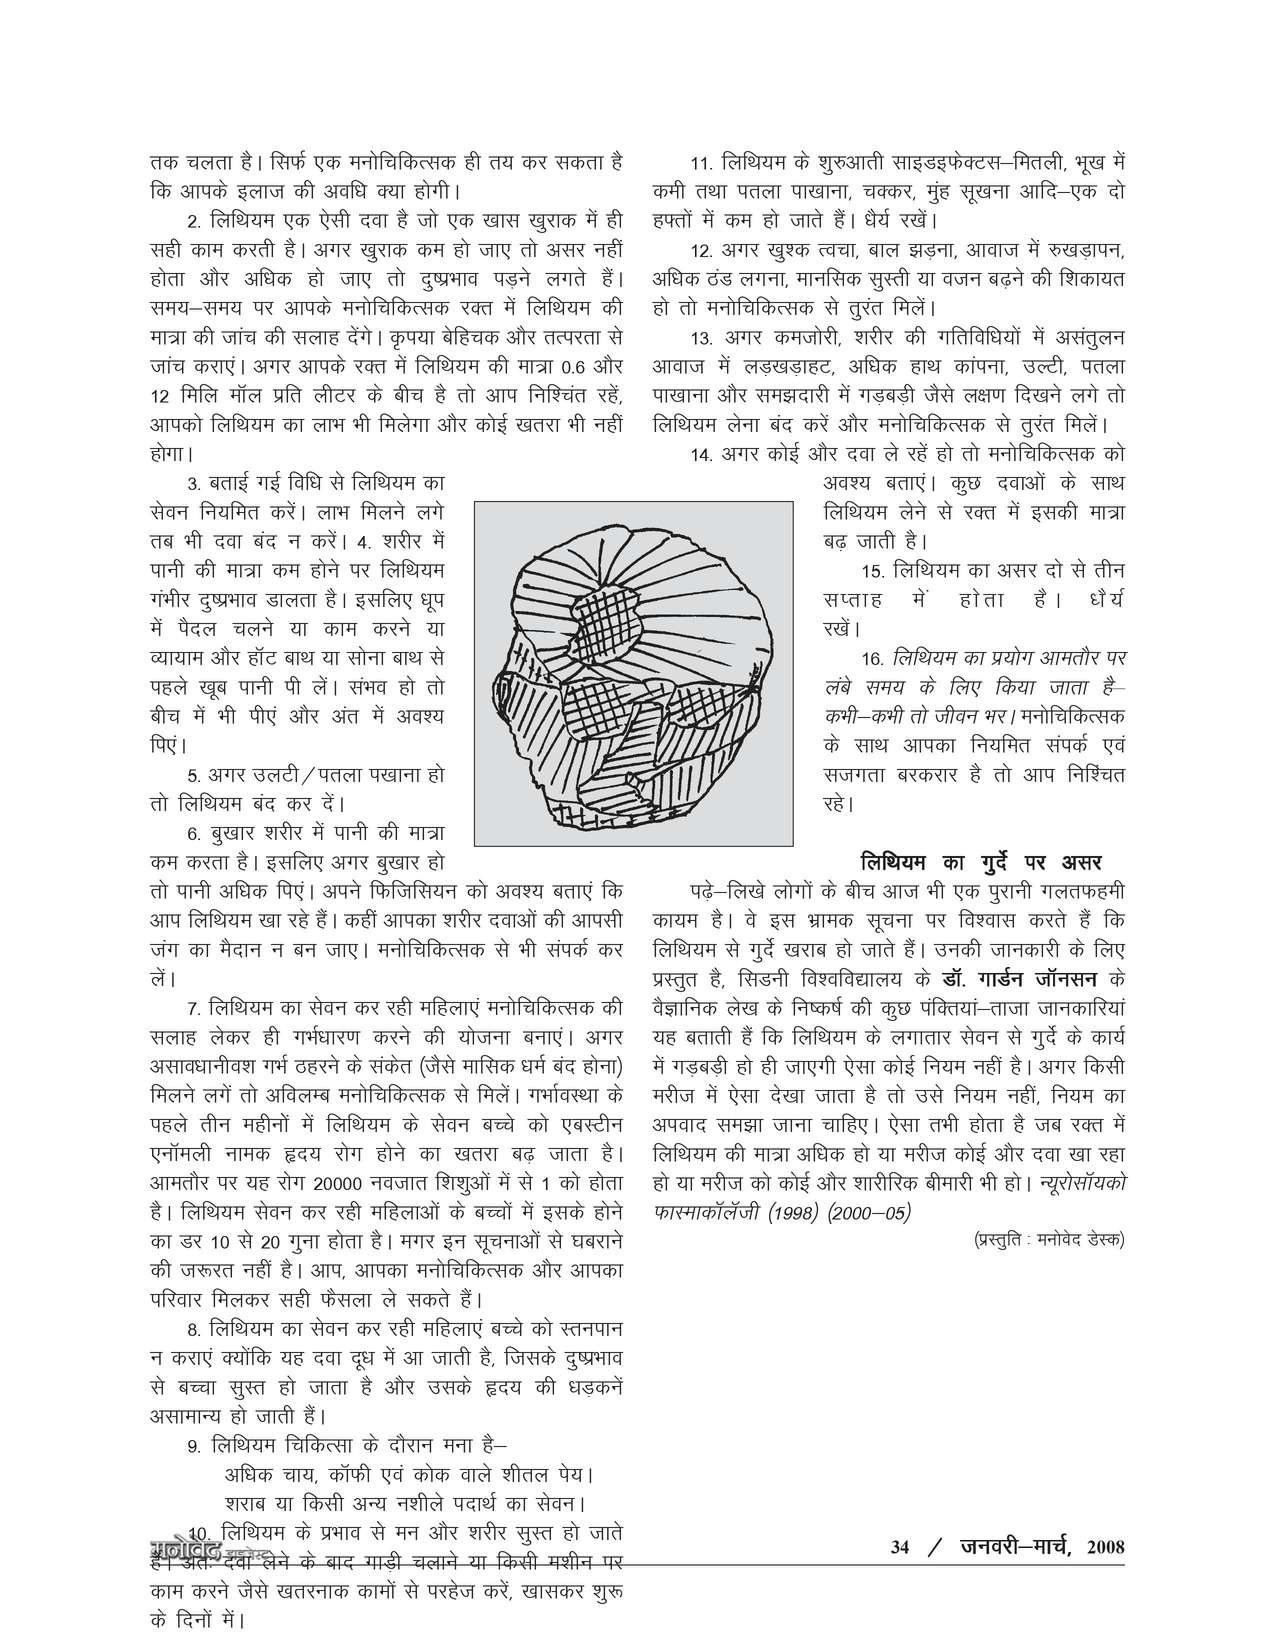 तक चलता है। सिर्फ एक मनोचिकित्सक ही तय कर सकता है
कि आपके इलाज की अवधि क्या होगी।
2. लिथियम एक ऐसी दवा है जो एक खास खुराक में ही
सही काम करती है। अगर खुराक कम हो जाए तो असर नहीं
होता और अधिक हो जाए तो दुष्प्रभाव पड़ने लगते हैं।
समय–समय पर आपके मनोचिकित्सक रक्त में लिथियम की
मात्रा की जांच की सलाह देंगे। कृपया बेहिचक और तत्परता से
जांच कराएं। अगर आपके रक्त में लिथियम की मात्रा 0.6 और
12 मिलि मॉल प्रति लीटर के बीच है तो आप निश्चिंत रहें,
आपको लिथियम का लाभ भी मिलेगा और कोई खतरा भी नहीं
होगा।
3. बताई गई विधि से लिथियम का
सेवन नियमित करें। लाभ मिलने लगे
तब भी दवा बंद न करें। 4. शरीर में
पानी की मात्रा कम होने पर लिथियम
गंभीर दुष्प्रभाव डालता है। इसलिए धूप
में पैदल चलने या काम करने या
व्यायाम और हॉट बाथ या सोना बाथ से
पहले खूब पानी पी लें। संभव हो तो
बीच में भी पीएं और अंत में अवश्य
पिएं।
5. अगर उलटी/पतला पखाना हो
तो लिथियम बंद कर दें।
6. बुखार शरीर में पानी की मात्रा
कम करता है। इसलिए अगर बुखार हो
तो पानी अधिक पिएं। अपने फिजिसियन को अवश्य बताएं कि
आप लिथियम खा रहे हैं। कहीं आपका शरीर दवाओं की आपसी
जंग का मैदान न बन जाए। मनोचिकित्सक से भी संपर्क कर
लें।
7. लिथियम का सेवन कर रही महिलाएं मनोचिकित्सक की
सलाह लेकर ही गर्भधारण करने की योजना बनाएं। अगर
असावधानीवश गर्भ ठहरने के संकेत (जैसे मासिक धर्म बंद होना)
मिलने लगें तो अविलम्ब मनोचिकित्सक से मिलें। गर्भावस्था के
पहले तीन महीनों में लिथियम के सेवन बच्चे को एबस्टीन
एनॉमली नामक हृदय रोग होने का खतरा बढ़ जाता है।
आमतौर पर यह रोग 20000 नवजात शिशुओं में से 1 को होता
है। लिथियम सेवन कर रही महिलाओं के बच्चों में इसके होने
का डर 10 से 20 गुना होता है। मगर इन सूचनाओं से घबराने
की जरूरत नहीं है। आप, आपका मनोचिकित्सक और आपका
परिवार मिलकर सही फैसला ले सकते हैं।
8. लिथियम का सेवन कर रही महिलाएं बच्चे को स्तनपान
न कराएं क्योंकि यह दवा दूध में आ जाती है, जिसके दुष्प्रभाव
से बच्चा सुस्त हो जाता है और उसके हृदय की धड़कनें
असामान्य हो जाती हैं।
9. लिथियम चिकित्सा के दौरान मना है–
अधिक चाय, कॉफी एवं कोक वाले शीतल पेय।
शराब या किसी अन्य नशीले पदार्थ का सेवन।
10. लिथियम के प्रभाव से मन और शरीर सुस्त हो जाते
हैं। अतः दवा लेने के बाद गाड़ी चलाने या किसी मशीन पर
काम करने जैसे खतरनाक कामों से परहेज करें, खासकर शुरू
के दिनों में।
11. लिथियम के शुरुआती साइडइफेक्टस–मितली, भूख में
कमी तथा पतला पाखाना, चक्कर, मुंह सूखना आदि–एक दो
हफ्तों में कम हो जाते हैं। धैर्य रखें।
12. अगर खुश्क त्वचा, बाल झड़ना, आवाज में रुखड़ापन,
अधिक ठंड लगना, मानसिक सुस्ती या वजन बढ़ने की शिकायत
हो तो मनोचिकित्सक से तुरंत मिलें।
13. अगर कमजोरी, शरीर की गतिविधियों में असंतुलन
आवाज में लड़खड़ाहट, अधिक हाथ कांपना, उल्टी, पतला
पाखाना और समझदारी में गड़बड़ी जैसे लक्षण दिखने लगे तो
लिथियम लेना बंद करें और मनोचिकित्सक से तुरंत मिलें।
14. अगर कोई और दवा ले रहें हो तो मनोचिकित्सक को
अवश्य बताएं। कुछ दवाओं के साथ
लिथियम लेने से रक्त में इसकी मात्रा
बढ़ जाती है।
15. लिथियम का असर दो से तीन
सप्ताह में होता है। धौर्य
रखें।
16. लिथियम का प्रयोग आमतौर पर
लंबे समय के लिए किया जाता है–
कभी–कभी तो जीवन भर। मनोचिकित्सक
के साथ आपका नियमित संपर्क एवं
सजगता बरकरार है तो आप निश्चिंत
रहे।
लिथियम का गुर्दे पर असर
पढ़े–लिखे लोगों के बीच आज भी एक पुरानी गलतफहमी
कायम है। वे इस भ्रामक सूचना पर विश्वास करते हैं कि
लिथियम से गुर्दे खराब हो जाते हैं। उनकी जानकारी के लिए
प्रस्तुत है, सिडनी विश्वविद्यालय के डॉ. गार्डन जॉनसन के
वैज्ञानिक लेख के निष्कर्ष की कुछ पंक्तियां–ताजा जानकारियां
यह बताती हैं कि लिथियम के लगातार सेवन से गुर्दे के कार्य
में गड़बड़ी हो ही जाएगी ऐसा कोई नियम नहीं है। अगर किसी
मरीज में ऐसा देखा जाता है तो उसे नियम नहीं, नियम का
अपवाद समझा जाना चाहिए। ऐसा तभी होता है जब रक्त में
लिथियम की मात्रा अधिक हो या मरीज कोई और दवा खा रहा
हो या मरीज को कोई और शारीरिक बीमारी भी हो। न्यूरोसॉयको
फास्माकॉलॅजी (1998) (2000–05)
(प्रस्तुति : मनोवेद डेस्क)
मनोवेद डाइजेस्ट
34 / जनवरी–मार्च, 2008